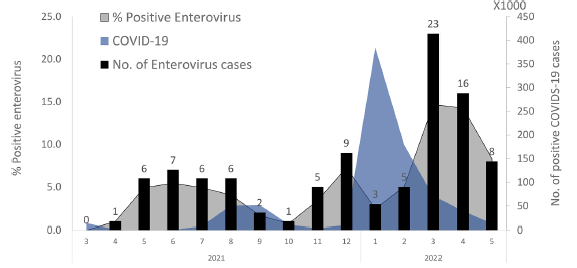 X1000
% Positive Enterovirus
COVID-19
No. of Enterovirus cases
% Positive enterovirus
25.0
20.0
15.0
10.0
5.0
0.0
450
400
350
300
250
200
150
100
50
0
No. of positive COVIDS-19 cases
0 1 6 7 6 6 2 1 5 9 3 5 23 16 8
3 4 5 6 7 8 9 10 11 12 1 2 3 4 5
2021 2022